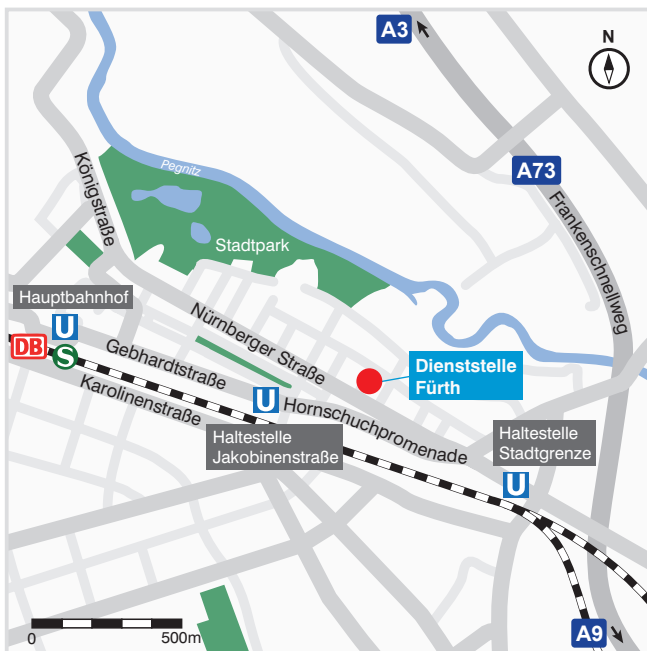 A3
N
A73
Pegnitz
Königstraße
Stadtpark
Frankenschnellweg
Hauptbahnhof
U
DB
S
Nürnberger Straße
Gebhardtstraße
Dienststelle
Fürth
Karolinenstraße
U
Hornschuchpromenade
Haltestelle
Jakobinenstraße
Haltestelle
Stadtgrenze
U
0
500m
A9